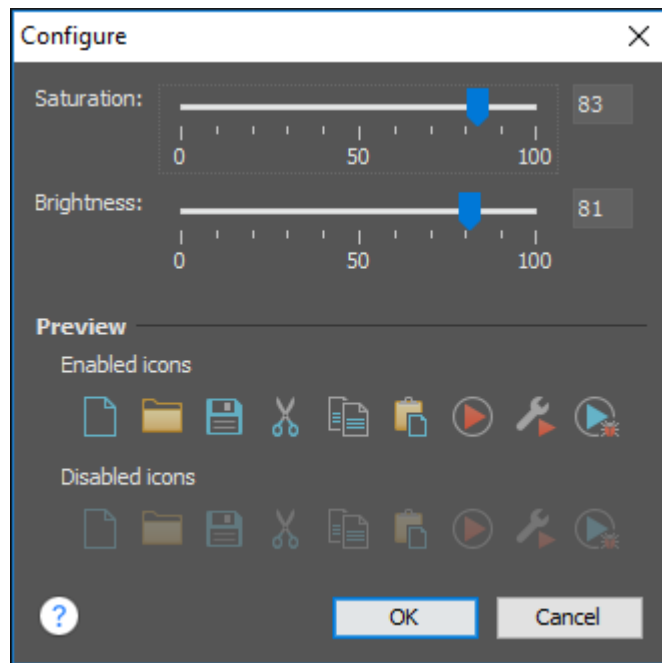 Configure
Saturation: 83
0 50 100
Brightness: 81
0 50 100
Preview
Enabled icons
Disabled icons
? OK Cancel